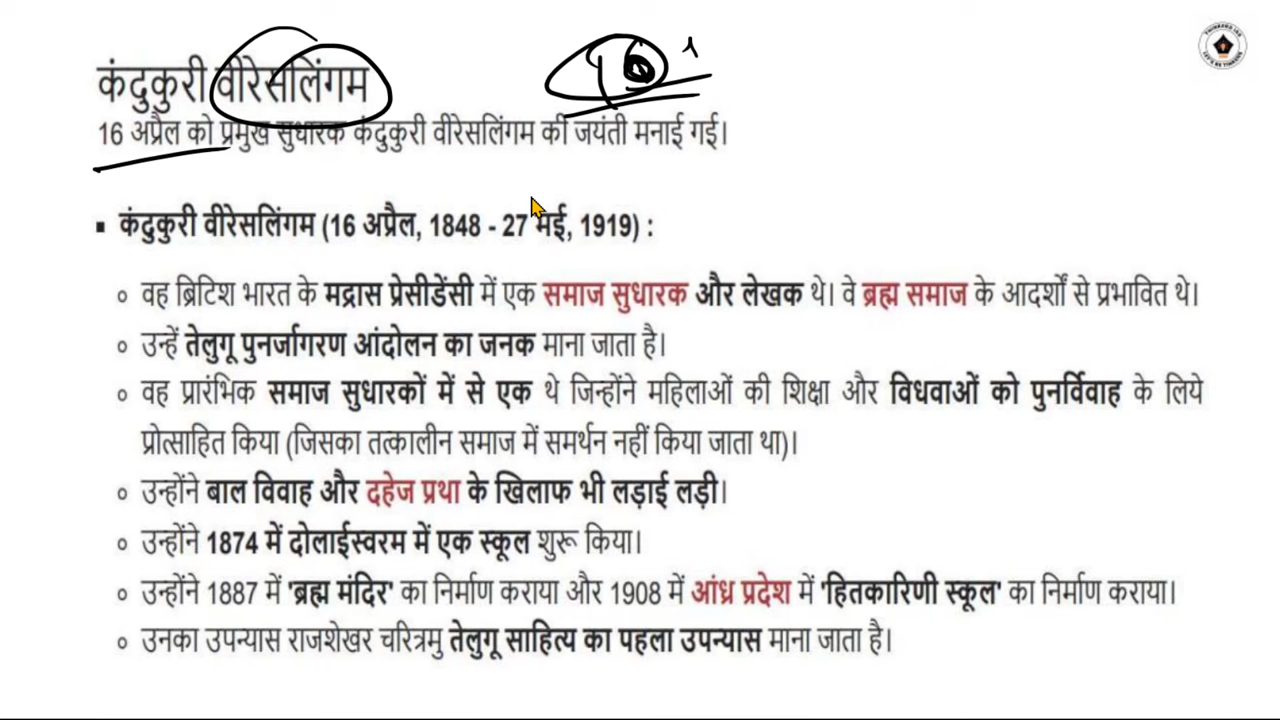 कंदुकुरी वीरेसलिंगम
16 अप्रैल को प्रमुख सुधारक कंदुकुरी वीरेसलिंगम की जयंती मनाई गई।
▪ कंदुकुरी वीरेसलिंगम (16 अप्रैल, 1848 - 27 मई, 1919) :
○ वह ब्रिटिश भारत के मद्रास प्रेसीडेंसी में एक समाज सुधारक और लेखक थे। वे ब्रह्म समाज के आदर्शों से प्रभावित थे।
○ उन्हें तेलुगू पुनर्जागरण आंदोलन का जनक माना जाता है।
○ वह प्रारंभिक समाज सुधारकों में से एक थे जिन्होंने महिलाओं की शिक्षा और विधवाओं को पुनर्विवाह के लिये
प्रोत्साहित किया (जिसका तत्कालीन समाज में समर्थन नहीं किया जाता था)।
○ उन्होंने बाल विवाह और दहेज प्रथा के खिलाफ भी लड़ाई लड़ी।
○ उन्होंने 1874 में दोलाईस्वरम में एक स्कूल शुरू किया।
○ उन्होंने 1887 में 'ब्रह्म मंदिर' का निर्माण कराया और 1908 में आंध्र प्रदेश में 'हितकारिणी स्कूल' का निर्माण कराया।
○ उनका उपन्यास राजशेखर चरित्रमु तेलुगू साहित्य का पहला उपन्यास माना जाता है।